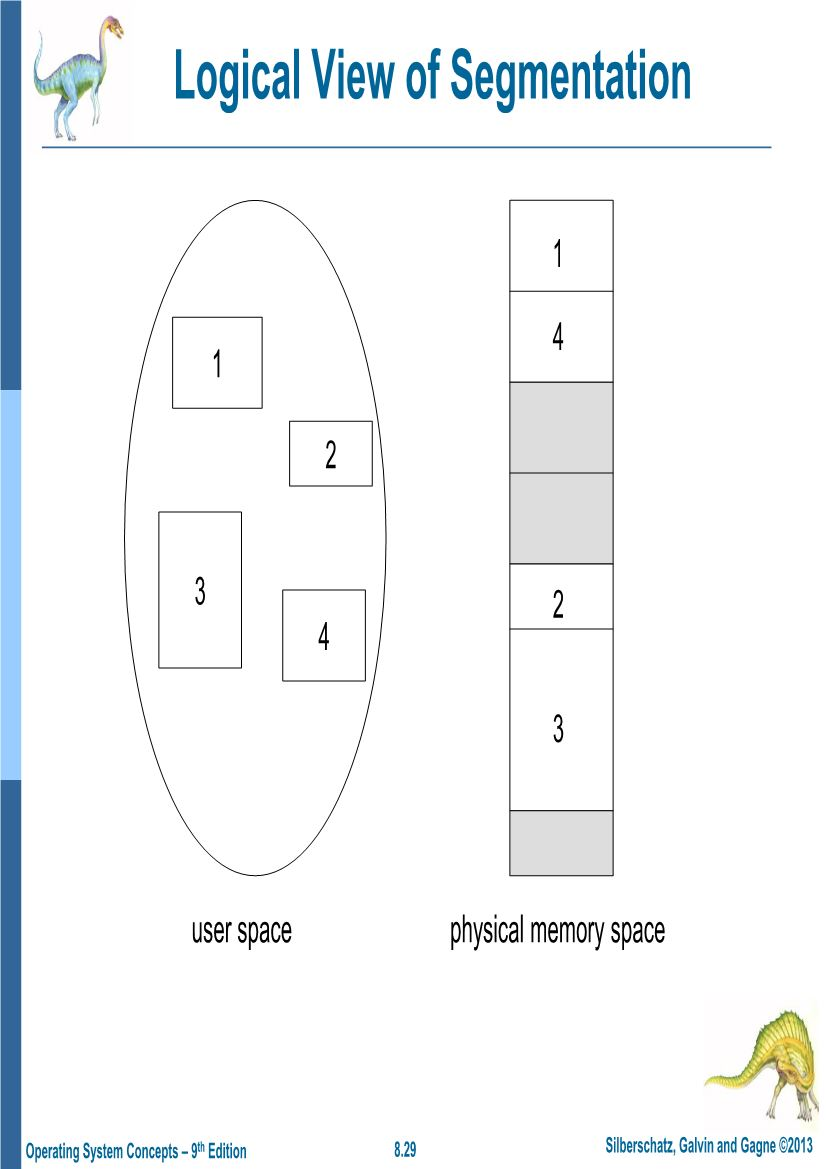 Logical View of Segmentation
1
2
3
4
user space
1
4
2
3
physical memory space
Operating System Concepts – 9th Edition
8.29
Silberschatz, Galvin and Gagne ©2013